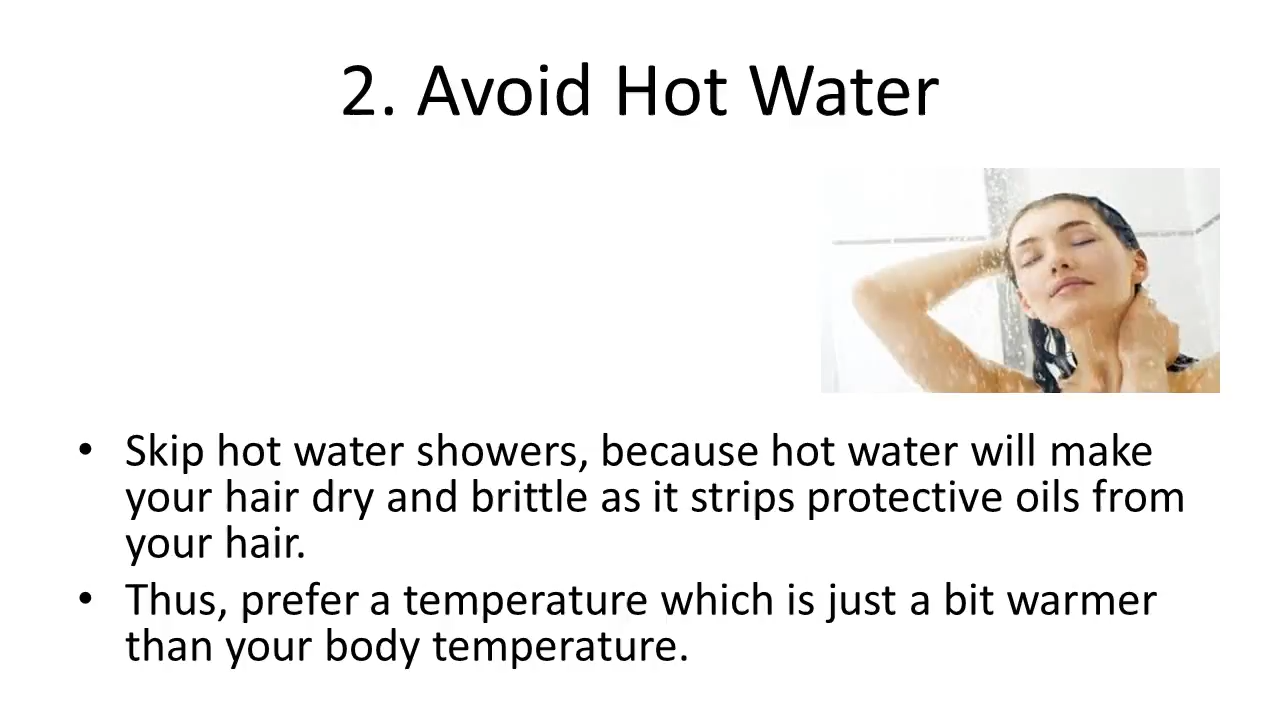 2. Avoid Hot Water
• Skip hot water showers, because hot water will make
your hair dry and brittle as it strips protective oils from
your hair.
• Thus, prefer a temperature which is just a bit warmer
than your body temperature.